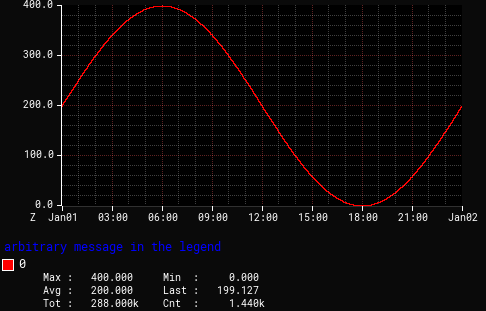 400.0
300.0
200.0
100.0
0.0
Z Jan01 03:00 06:00 09:00 12:00 15:00 18:00 21:00 Jan02
arbitrary message in the legend
0
Max : 400.000 Min : 0.000
Avg : 200.000 Last : 199.127
Tot : 288.000k Cnt : 1.440k